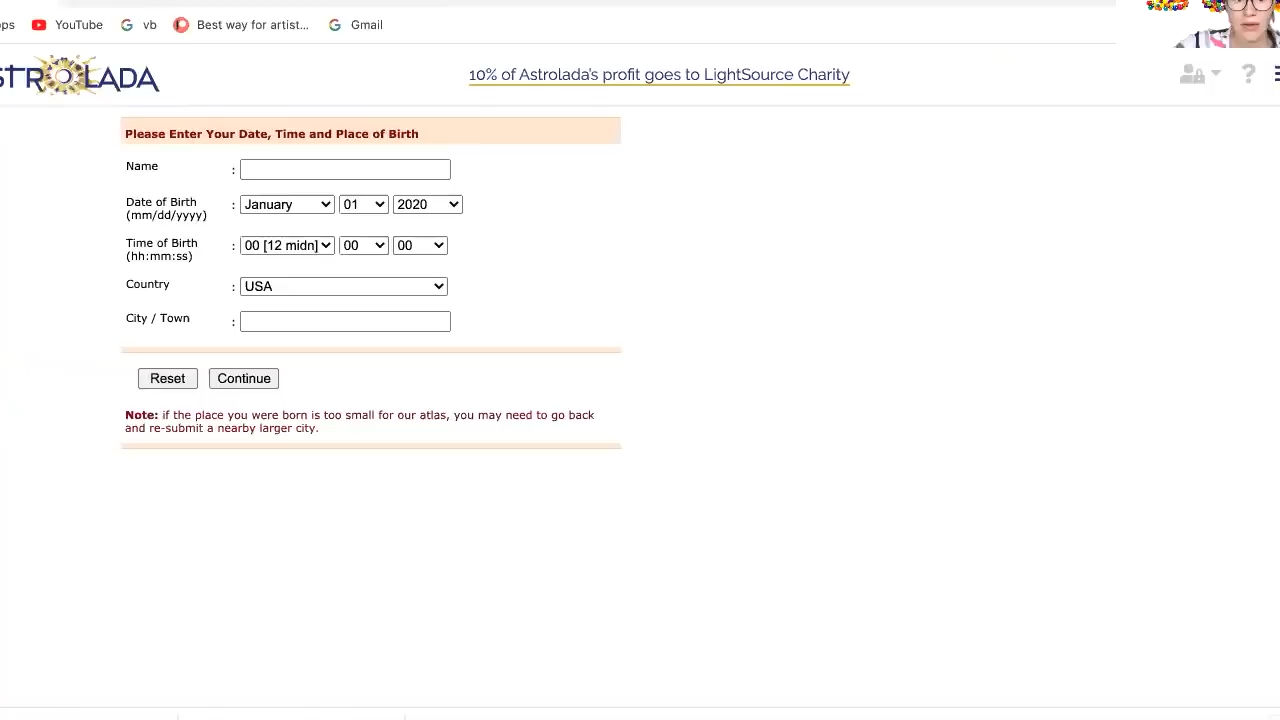 ps YouTube vb Best way for artist... Gmail
STROLADA
10% of Astrolada's profit goes to LightSource Charity
?
Please Enter Your Date, Time and Place of Birth
Name :
Date of Birth : January 01 2020
(mm/dd/yyyy)
Time of Birth : 00 [12 midn] 00 00
(hh:mm:ss)
Country : USA
City / Town :
Reset Continue
Note: if the place you were born is too small for our atlas, you may need to go back
and re-submit a nearby larger city.